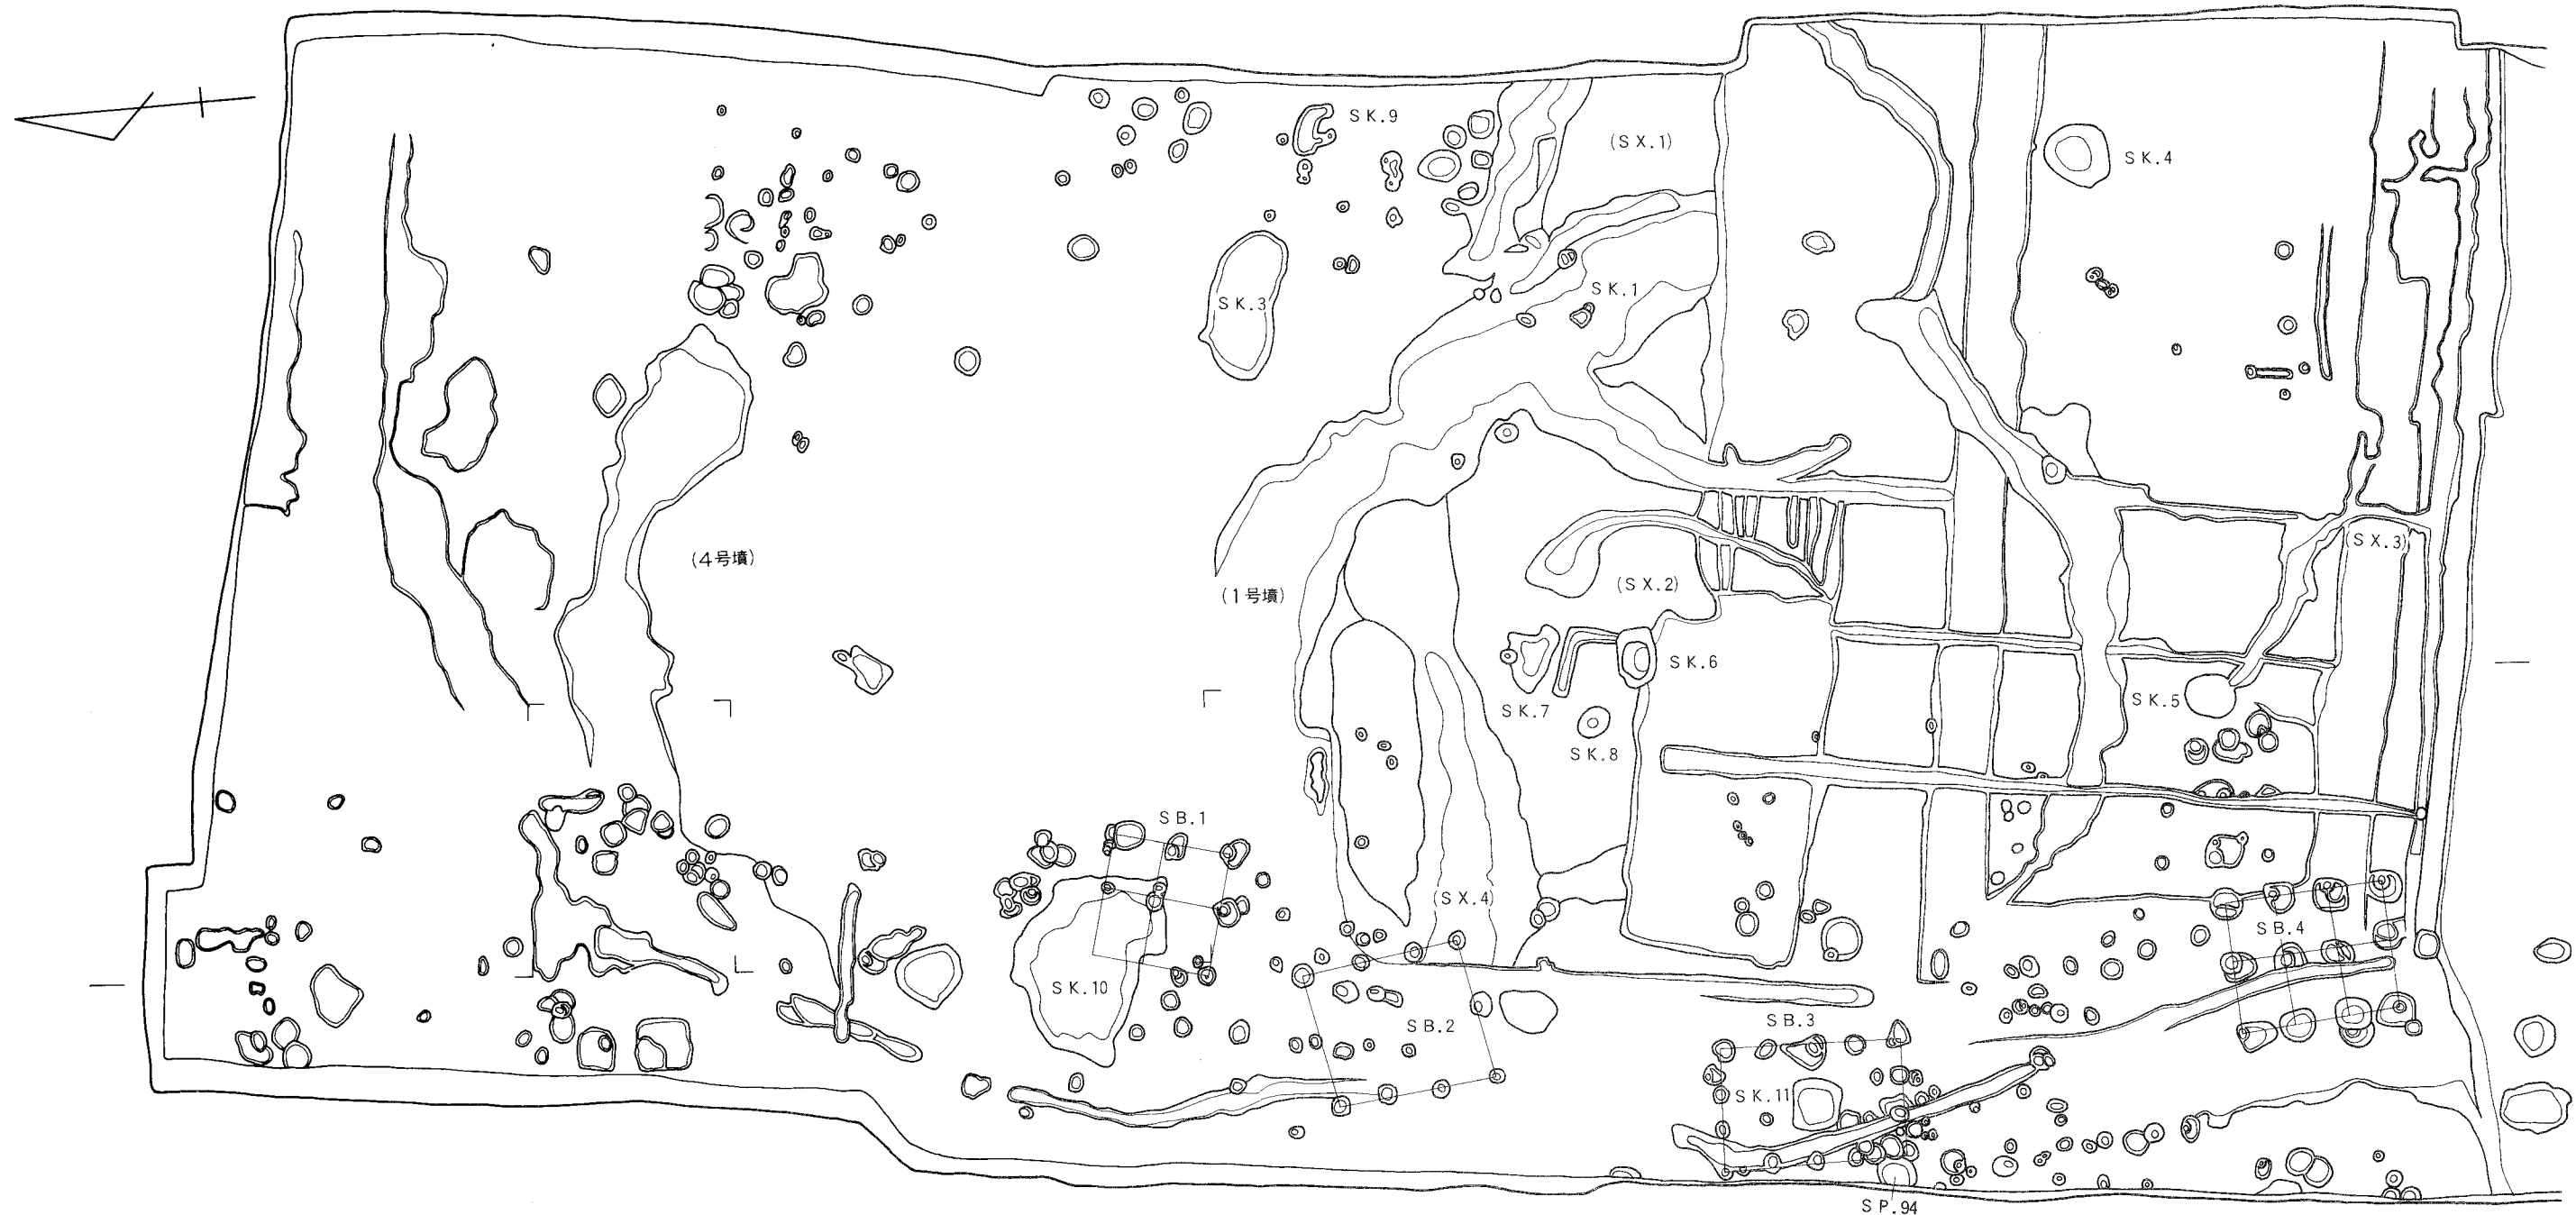 SK.9
(SX.1)
SK.4
SK.1
SK.3
(4号墳)
(1号墳)
(SX.2)
(SX.3)
SK.6
SK.7
SK.5
SK.8
SB.1
(SX.4)
SB.4
SK.10
SB.2
SB.3
SK.11
SP.94